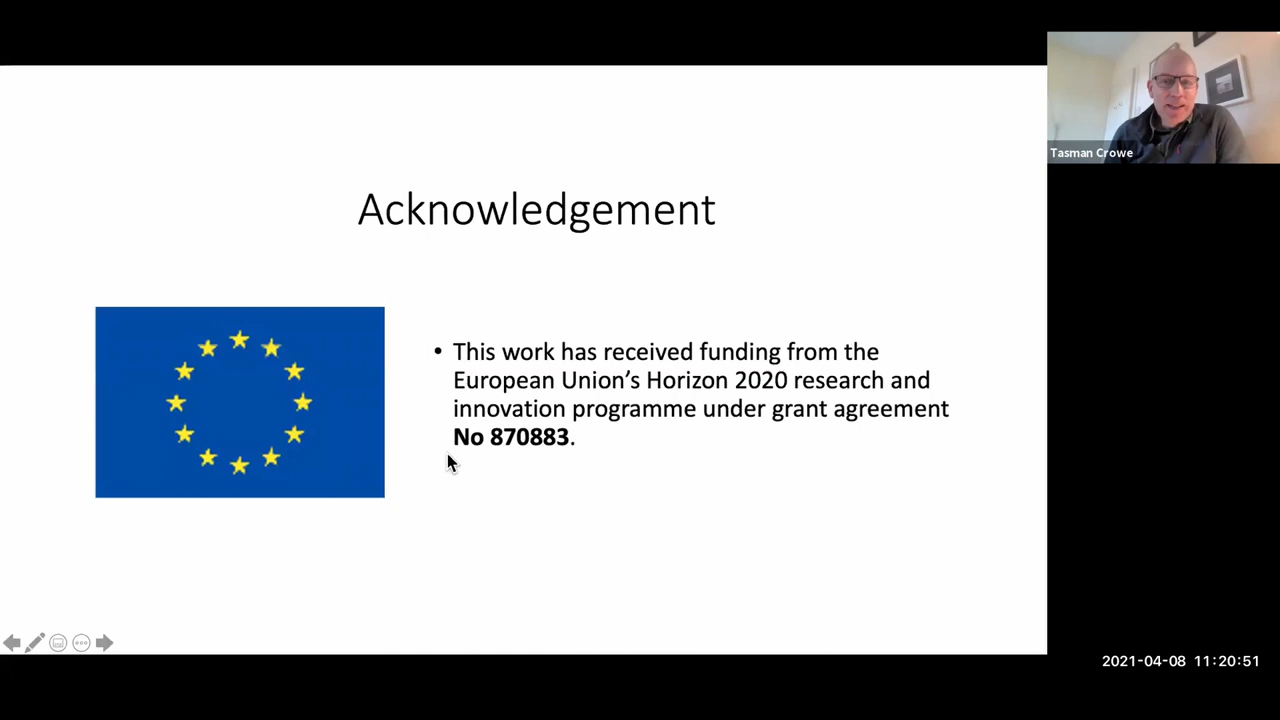 Acknowledgement
• This work has received funding from the
European Union’s Horizon 2020 research and
innovation programme under grant agreement
No 870883.
Tasman Crowe
2021-04-08 11:20:51